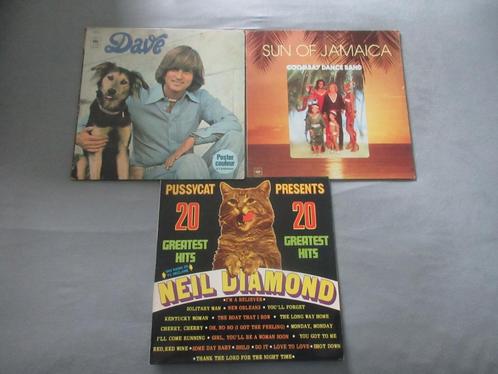 Dave
Poster
couleur
SUN OF JAMAICA
GOOMBAY DANCE BAND
PUSSYCAT PRESENTS
20 20
GREATEST GREATEST
HITS HITS
NEIL DIAMOND
•I'M A BELIEVER•
SOLITARY MAN • NEW ORLEANS • YOU'LL FORGET
KENTUCKY WOMAN • THE BOAT THAT I ROW • THE LONG WAY HOME
CHERRY, CHERRY • OH, NO NO (I GOT THE FEELING) • MONDAY, MONDAY
I'LL COME RUNNING • GIRL, YOU'LL BE A WOMAN SOON • YOU GOT TO ME
RED, RED WINE • SOME DAY BABY • SHILO • DO IT • LOVE TO LOVE • SHOT DOWN
•THANK THE LORD FOR THE NIGHT TIME•